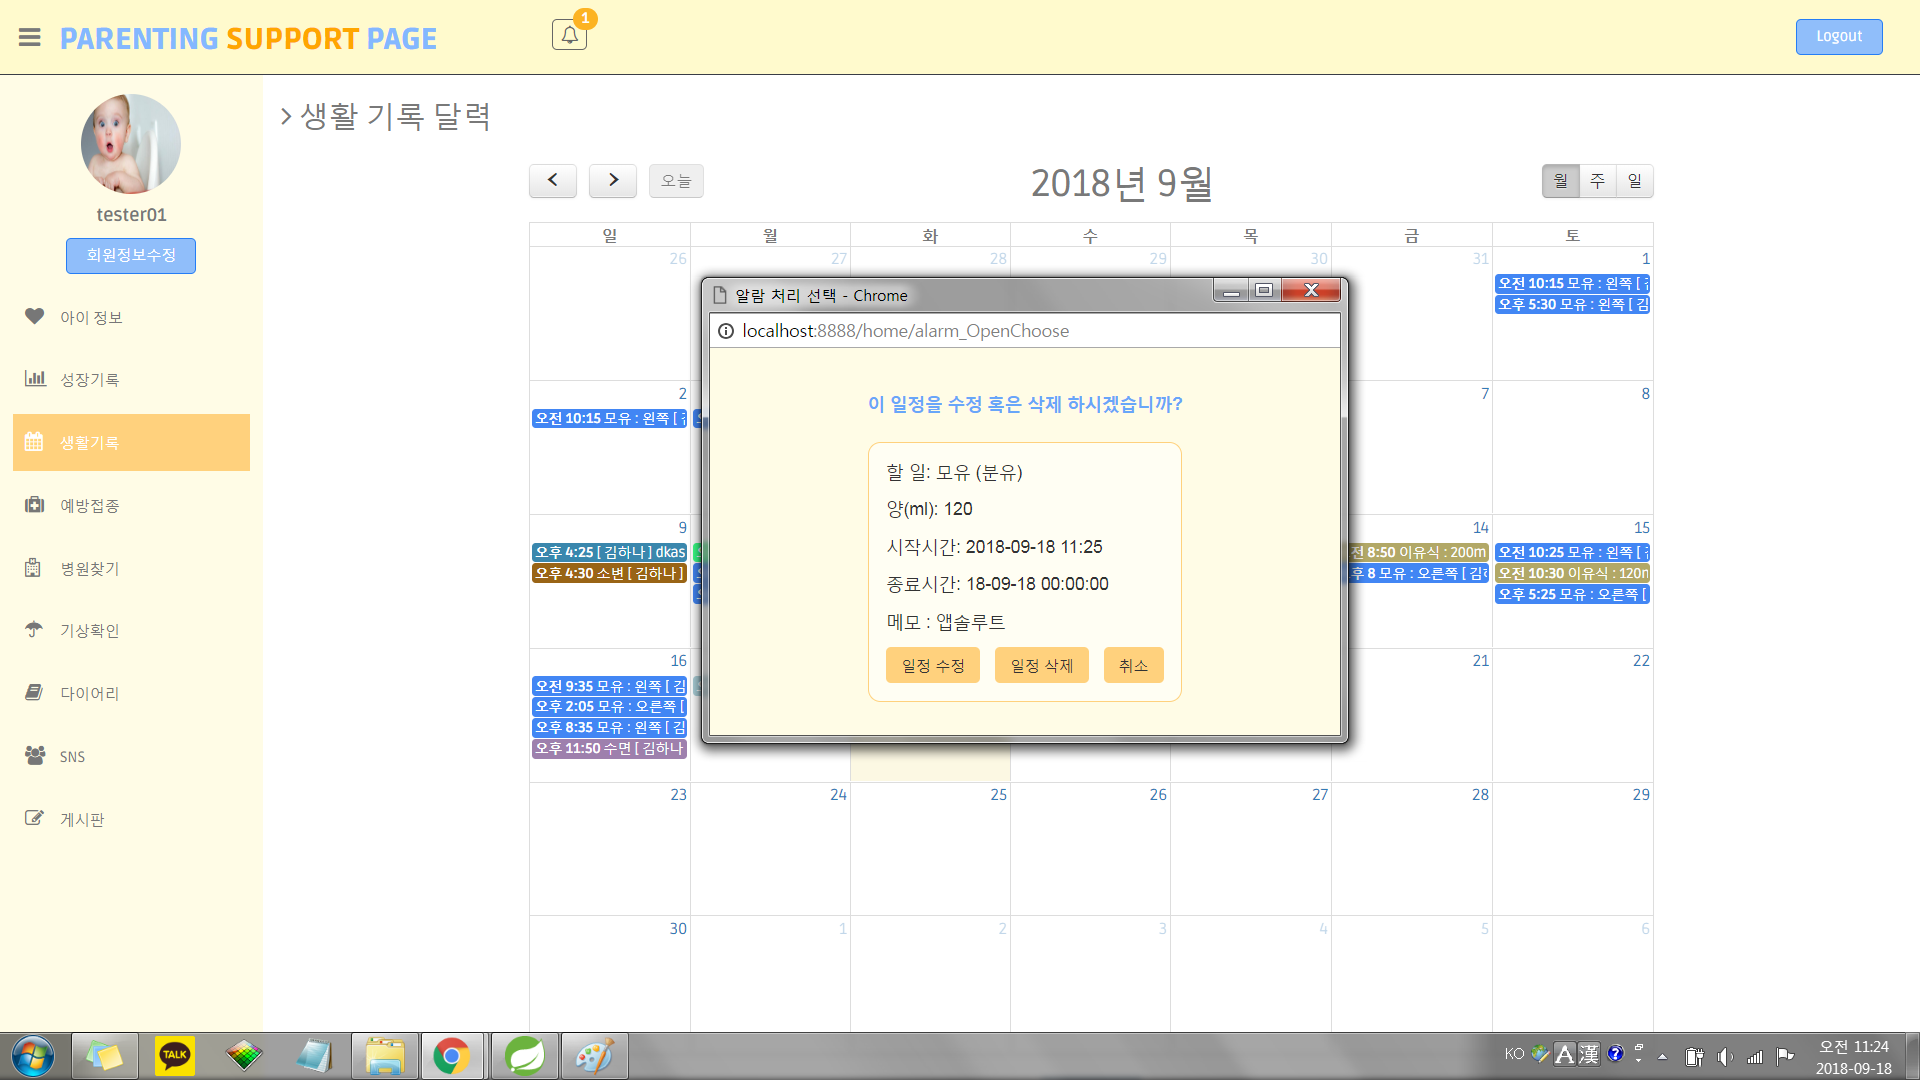 PARENTING SUPPORT PAGE
1
Logout
tester01
회원정보수정
아이 정보
성장기록
생활기록
예방접종
병원찾기
기상확인
다이어리
SNS
게시판
생활 기록 달력
오늘
2018년 9월
월 주 일
일 월 화 수 목 금 토
26 27 28 29 30 31 1
오전 10:15 모유 : 왼쪽 [
오후 5:30 모유 : 왼쪽 [ 김
2 7 8
오전 10:15 모유 : 왼쪽 [
9 14 15
오후 4:25 [ 김하나 ] dkas
오후 4:30 소변 [ 김하나 ]
전 8:50 이유식 : 200m
후 8 모유 : 오른쪽 [ 김
오전 10:25 모유 : 왼쪽 [
오전 10:30 이유식 : 120m
오후 5:25 모유 : 오른쪽 [
16 21 22
오전 9:35 모유 : 왼쪽 [ 김
오후 2:05 모유 : 오른쪽 [
오후 8:35 모유 : 왼쪽 [ 김
오후 11:50 수면 [ 김하나
23 24 25 26 27 28 29
30 1 2 3 4 5 6
알람 처리 선택 - Chrome
localhost:8888/home/alarm_OpenChoose
이 일정을 수정 혹은 삭제 하시겠습니까?
할 일: 모유 (분유)
양(ml): 120
시작시간: 2018-09-18 11:25
종료시간: 18-09-18 00:00:00
메모 : 앱솔루트
일정 수정 일정 삭제 취소
TALK
KO A 漢
오전 11:24
2018-09-18